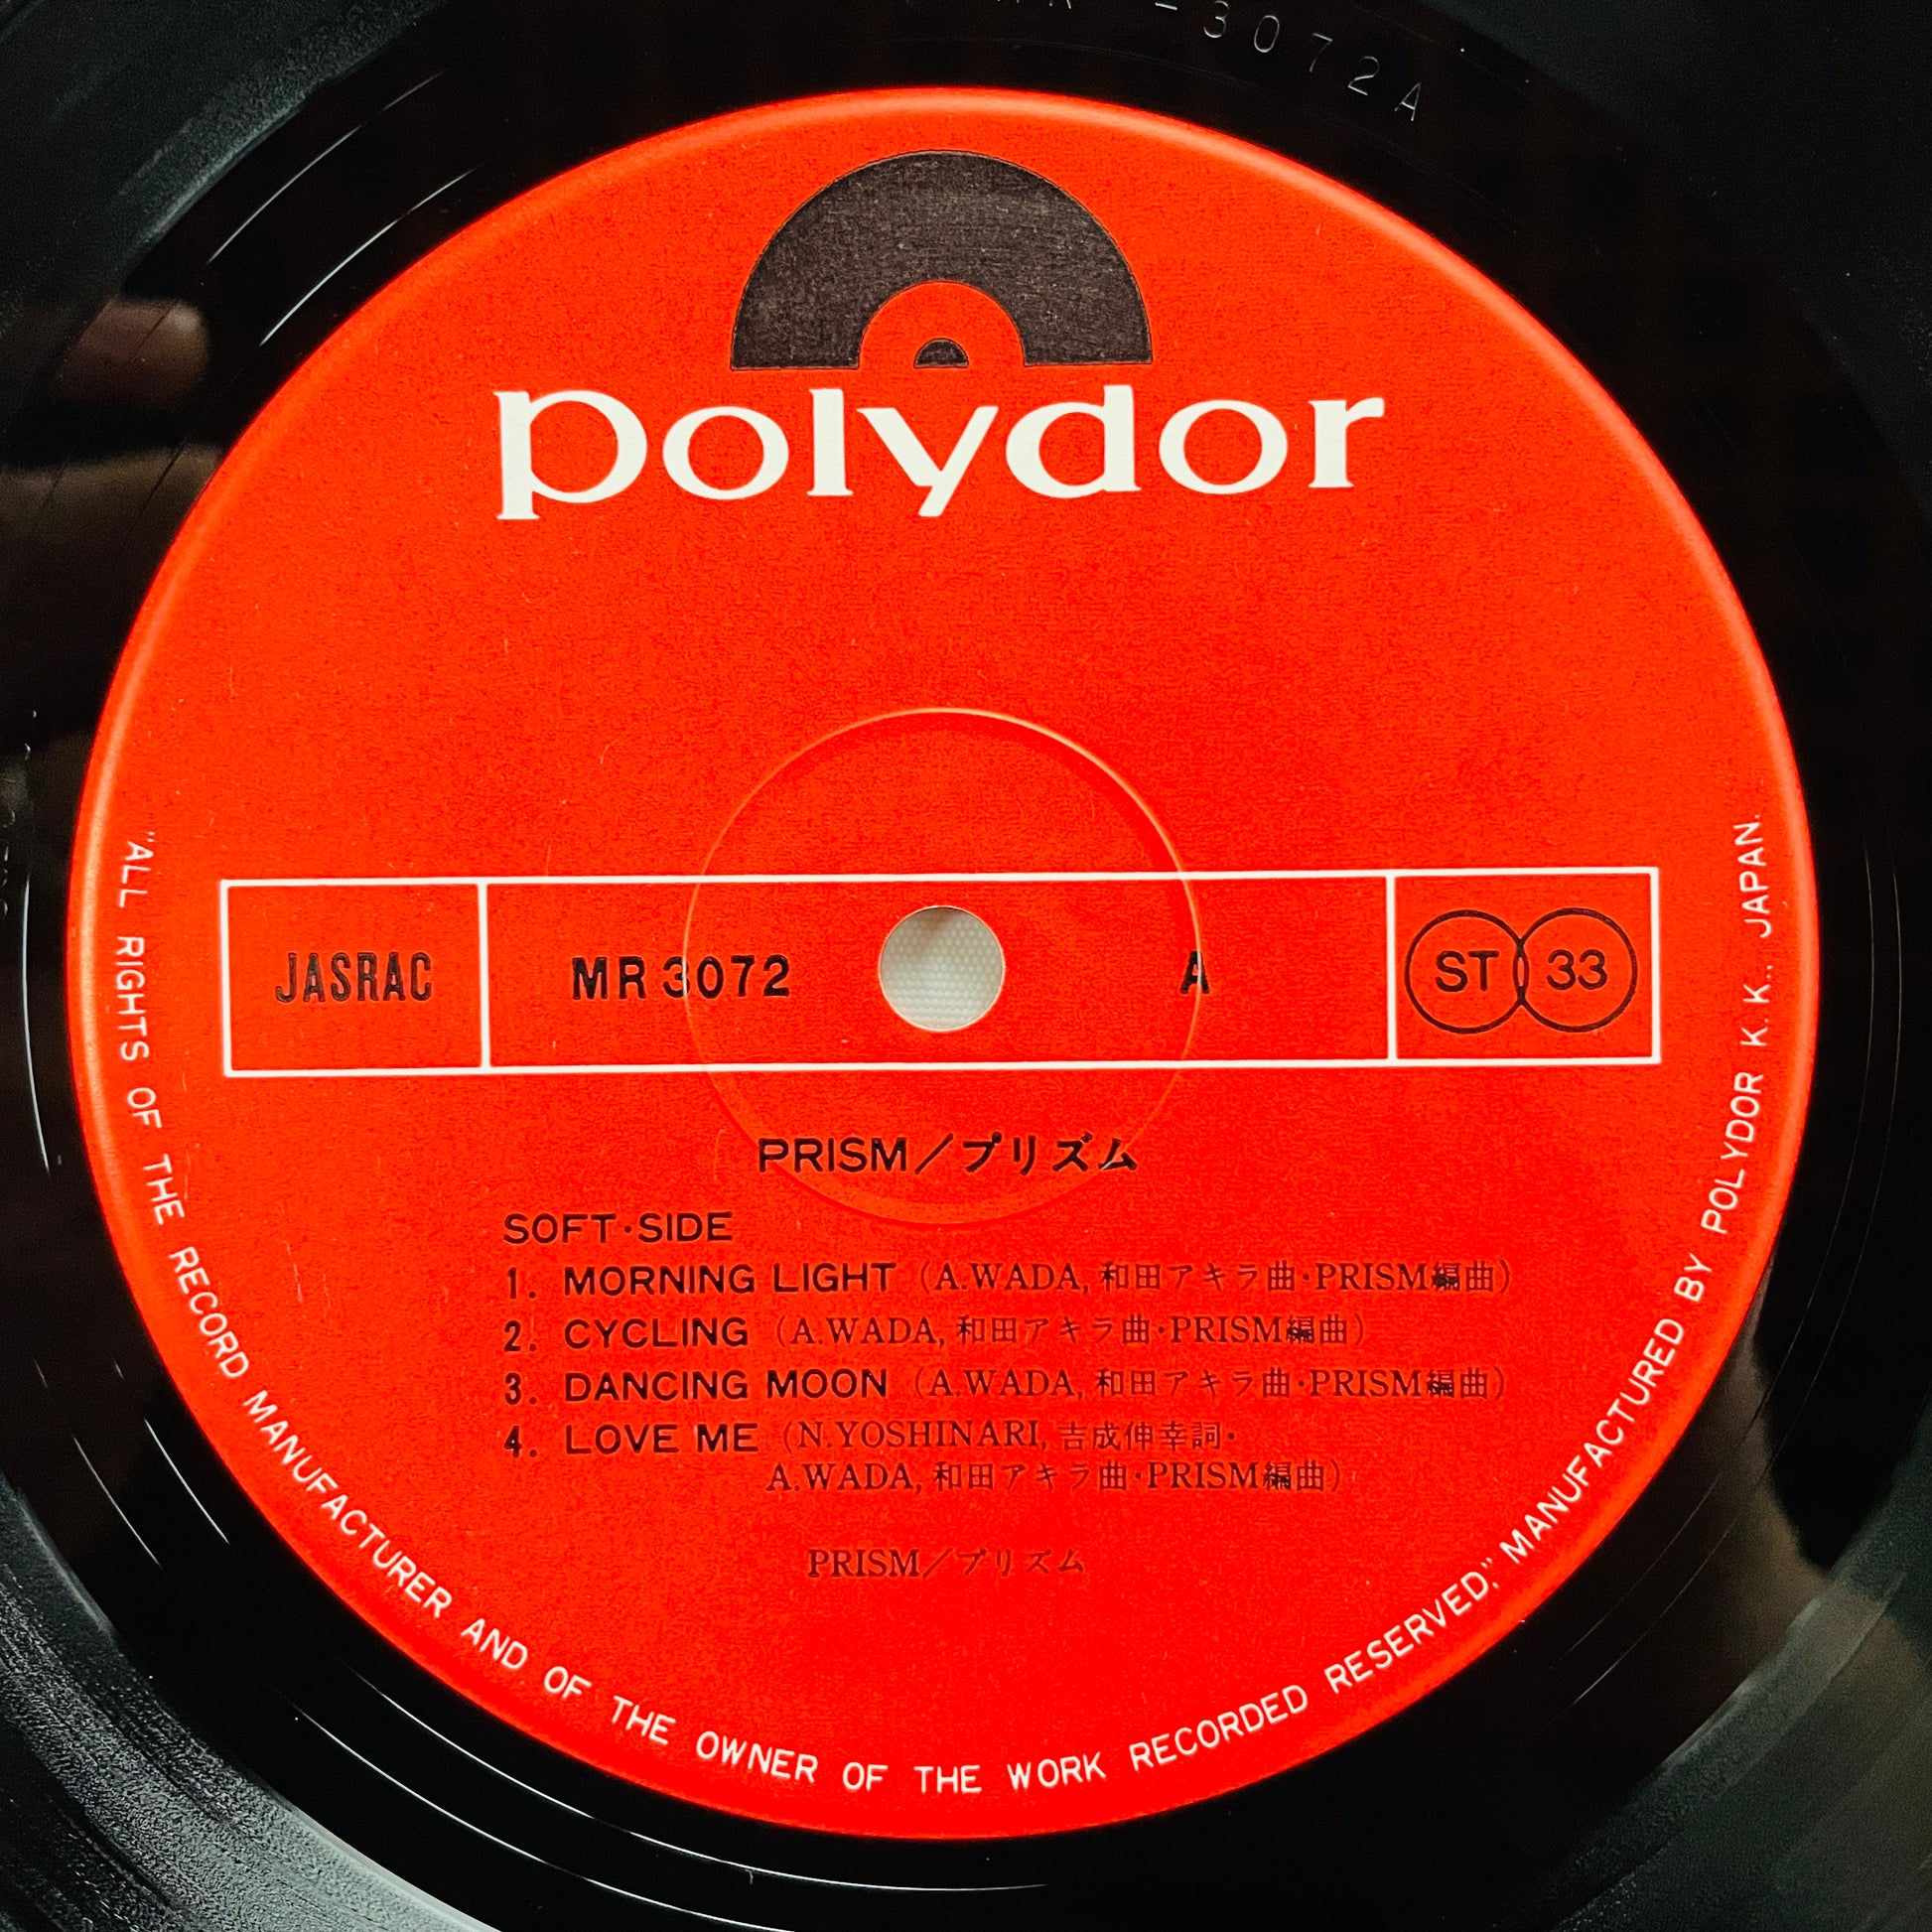 -3072A
polydor
JASRAC
MR 3072
A
ST 33
PRISM／プリズム
SOFT・SIDE
1. MORNING LIGHT (A.WADA, 和田アキラ曲・PRISM編曲)
2. CYCLING (A.WADA, 和田アキラ曲・PRISM編曲)
3. DANCING MOON (A.WADA, 和田アキラ曲・PRISM編曲)
4. LOVE ME (N.YOSHINARI, 吉成伸幸詞・
A.WADA, 和田アキラ曲・PRISM編曲)
PRISM／プリズム
"ALL RIGHTS OF THE RECORD MANUFACTURER AND OF THE OWNER OF THE WORK RECORDED RESERVED," MANUFACTURED BY POLYDOR K.K., JAPAN.